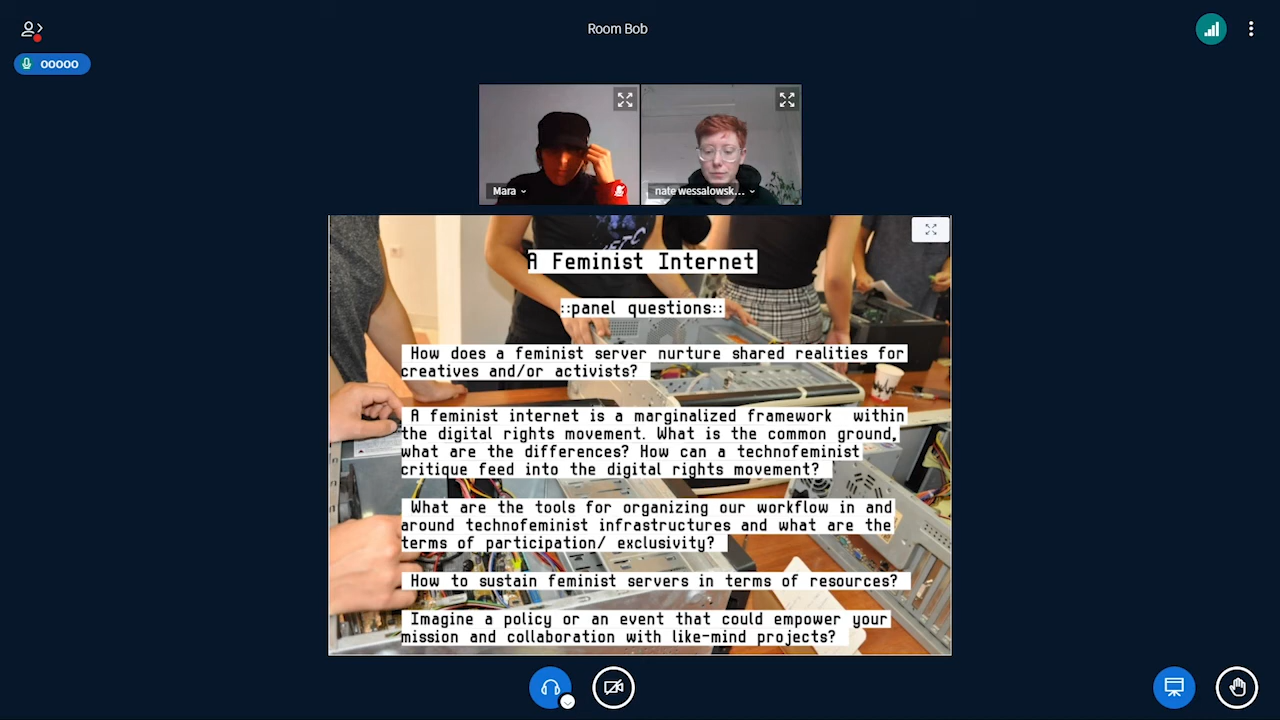 Room Bob
ooooo
Mara
nate wessalowsk...
A Feminist Internet
::panel questions::
How does a feminist server nurture shared realities for
creatives and/or activists?
A feminist internet is a marginalized framework within
the digital rights movement. What is the common ground,
what are the differences? How can a technofeminist
critique feed into the digital rights movement?
What are the tools for organizing our workflow in and
around technofeminist infrastructures and what are the
terms of participation/ exclusivity?
How to sustain feminist servers in terms of resources?
Imagine a policy or an event that could empower your
mission and collaboration with like-mind projects?